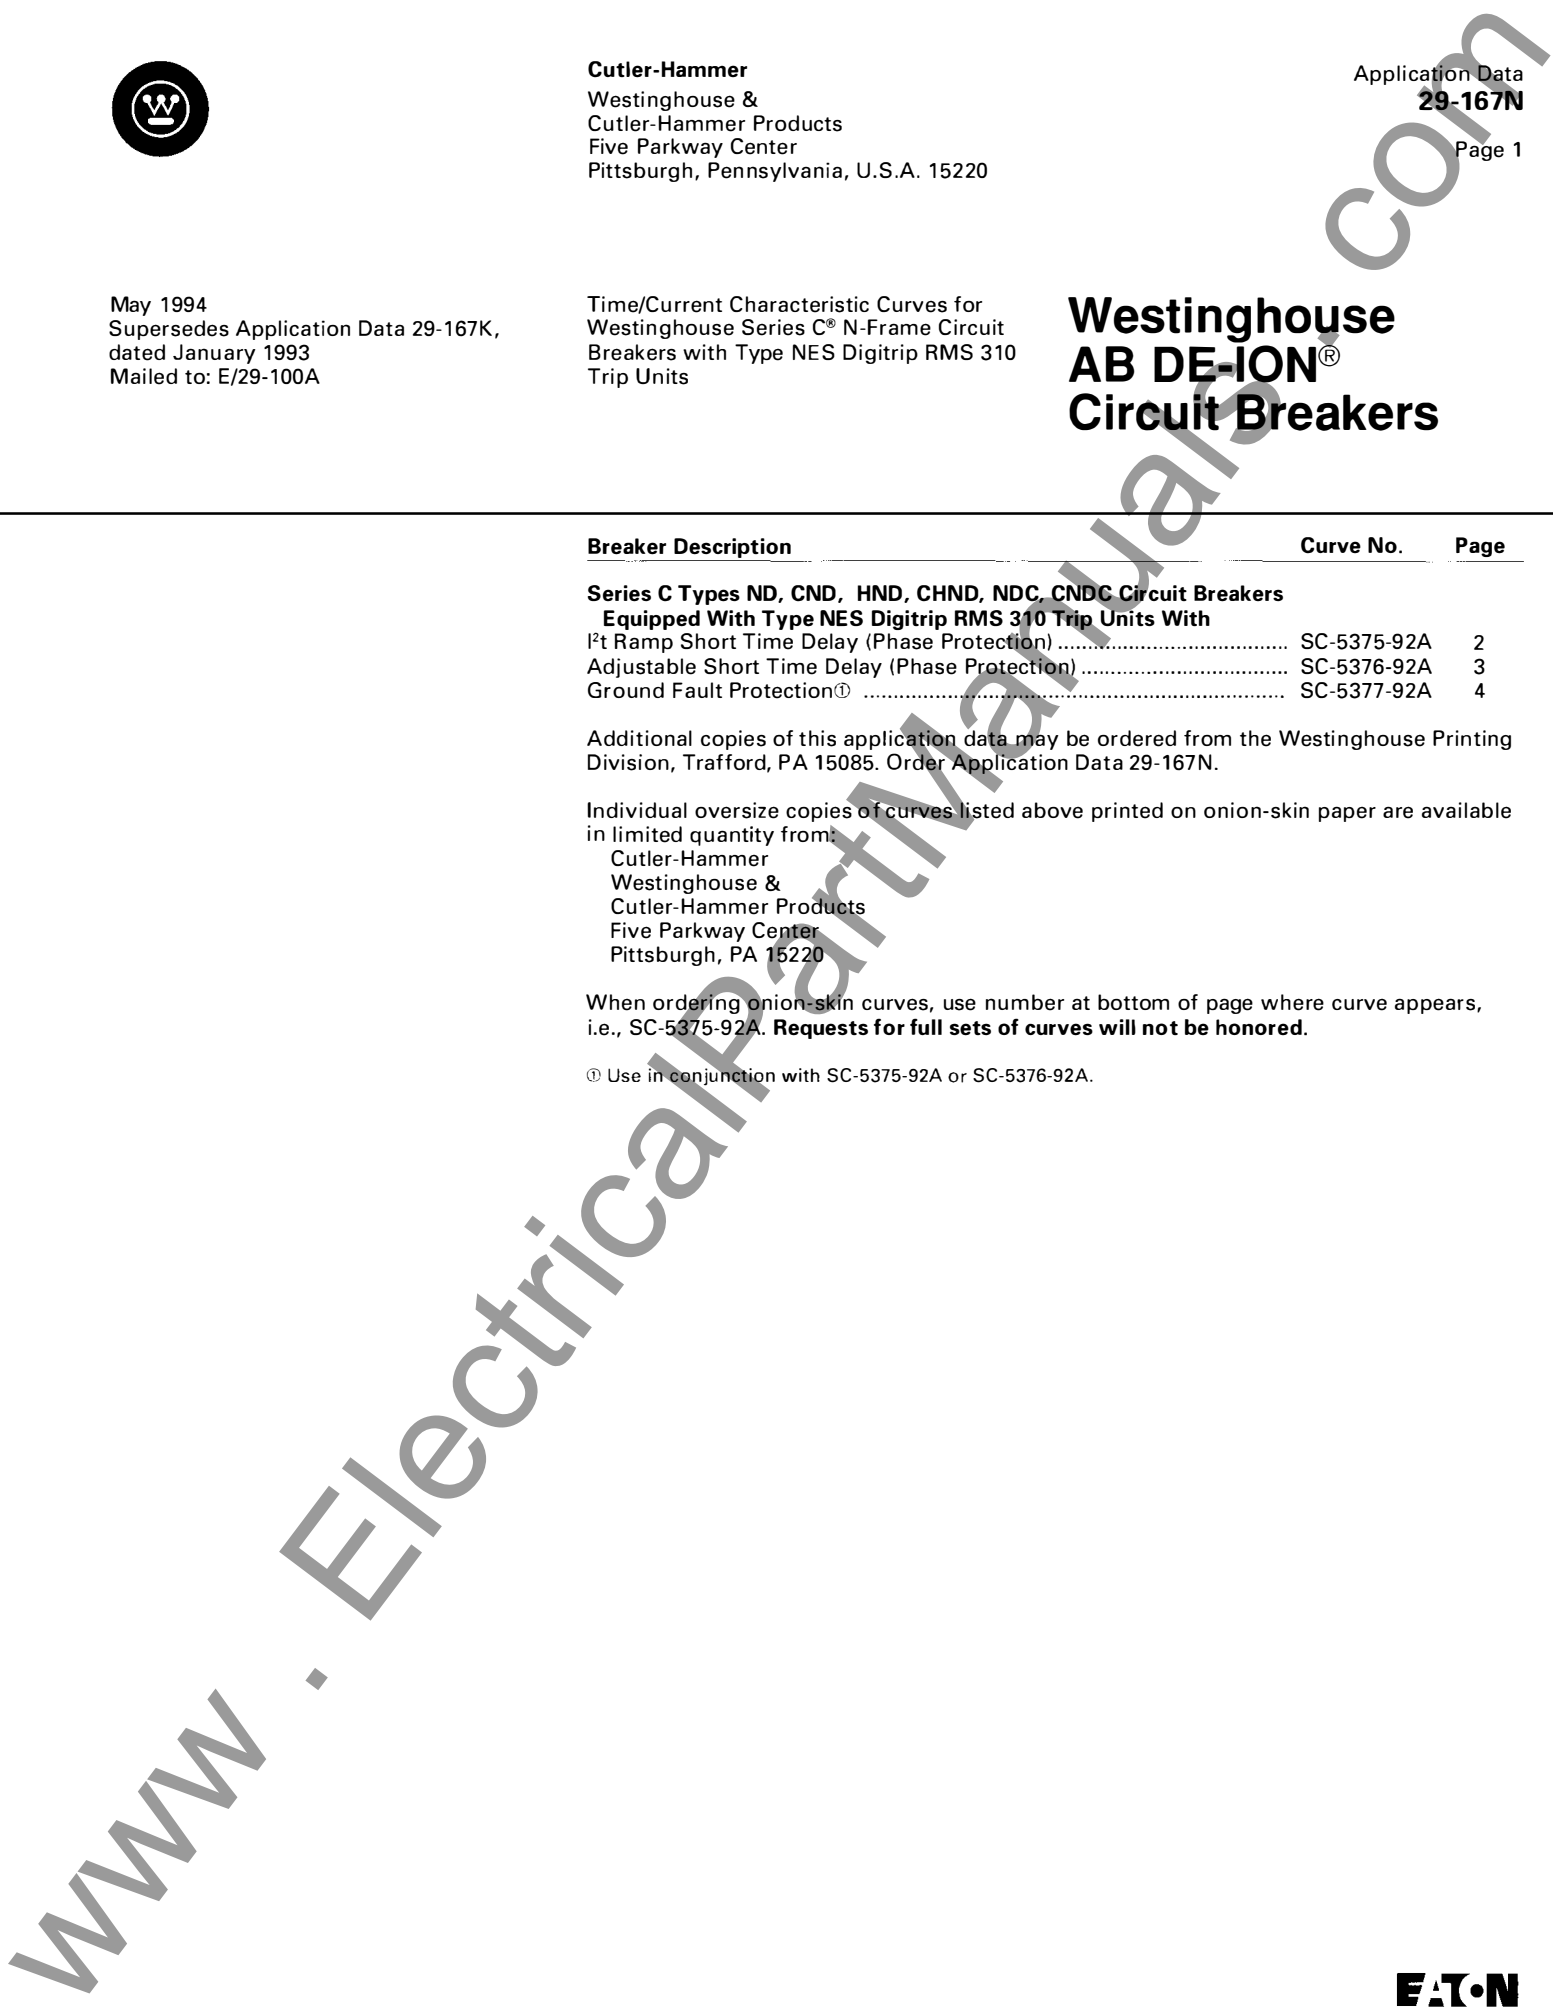 Cutler-Hammer
Westinghouse &
Cutler-Hammer Products
Five Parkway Center
Pittsburgh, Pennsylvania, U.S.A. 15220
Application Data
29-167N
Page 1
May 1994
Supersedes Application Data 29-167K,
dated January 1993
Mailed to: E/29-100A
Time/Current Characteristic Curves for
Westinghouse Series C® N-Frame Circuit
Breakers with Type NES Digitrip RMS 310
Trip Units
Westinghouse
AB DE-ION®
Circuit Breakers
Breaker Description Curve No. Page
Series C Types ND, CND, HND, CHND, NDC, CNDC Circuit Breakers
Equipped With Type NES Digitrip RMS 310 Trip Units With
I²t Ramp Short Time Delay (Phase Protection) ....................................... SC-5375-92A 2
Adjustable Short Time Delay (Phase Protection) ................................... SC-5376-92A 3
Ground Fault Protection① ....................................................................... SC-5377-92A 4
Additional copies of this application data may be ordered from the Westinghouse Printing
Division, Trafford, PA 15085. Order Application Data 29-167N.
Individual oversize copies of curves listed above printed on onion-skin paper are available
in limited quantity from:
Cutler-Hammer
Westinghouse &
Cutler-Hammer Products
Five Parkway Center
Pittsburgh, PA 15220
When ordering onion-skin curves, use number at bottom of page where curve appears,
i.e., SC-5375-92A. Requests for full sets of curves will not be honored.
① Use in conjunction with SC-5375-92A or SC-5376-92A.
www . ElectricalPartManuals . com
EATON